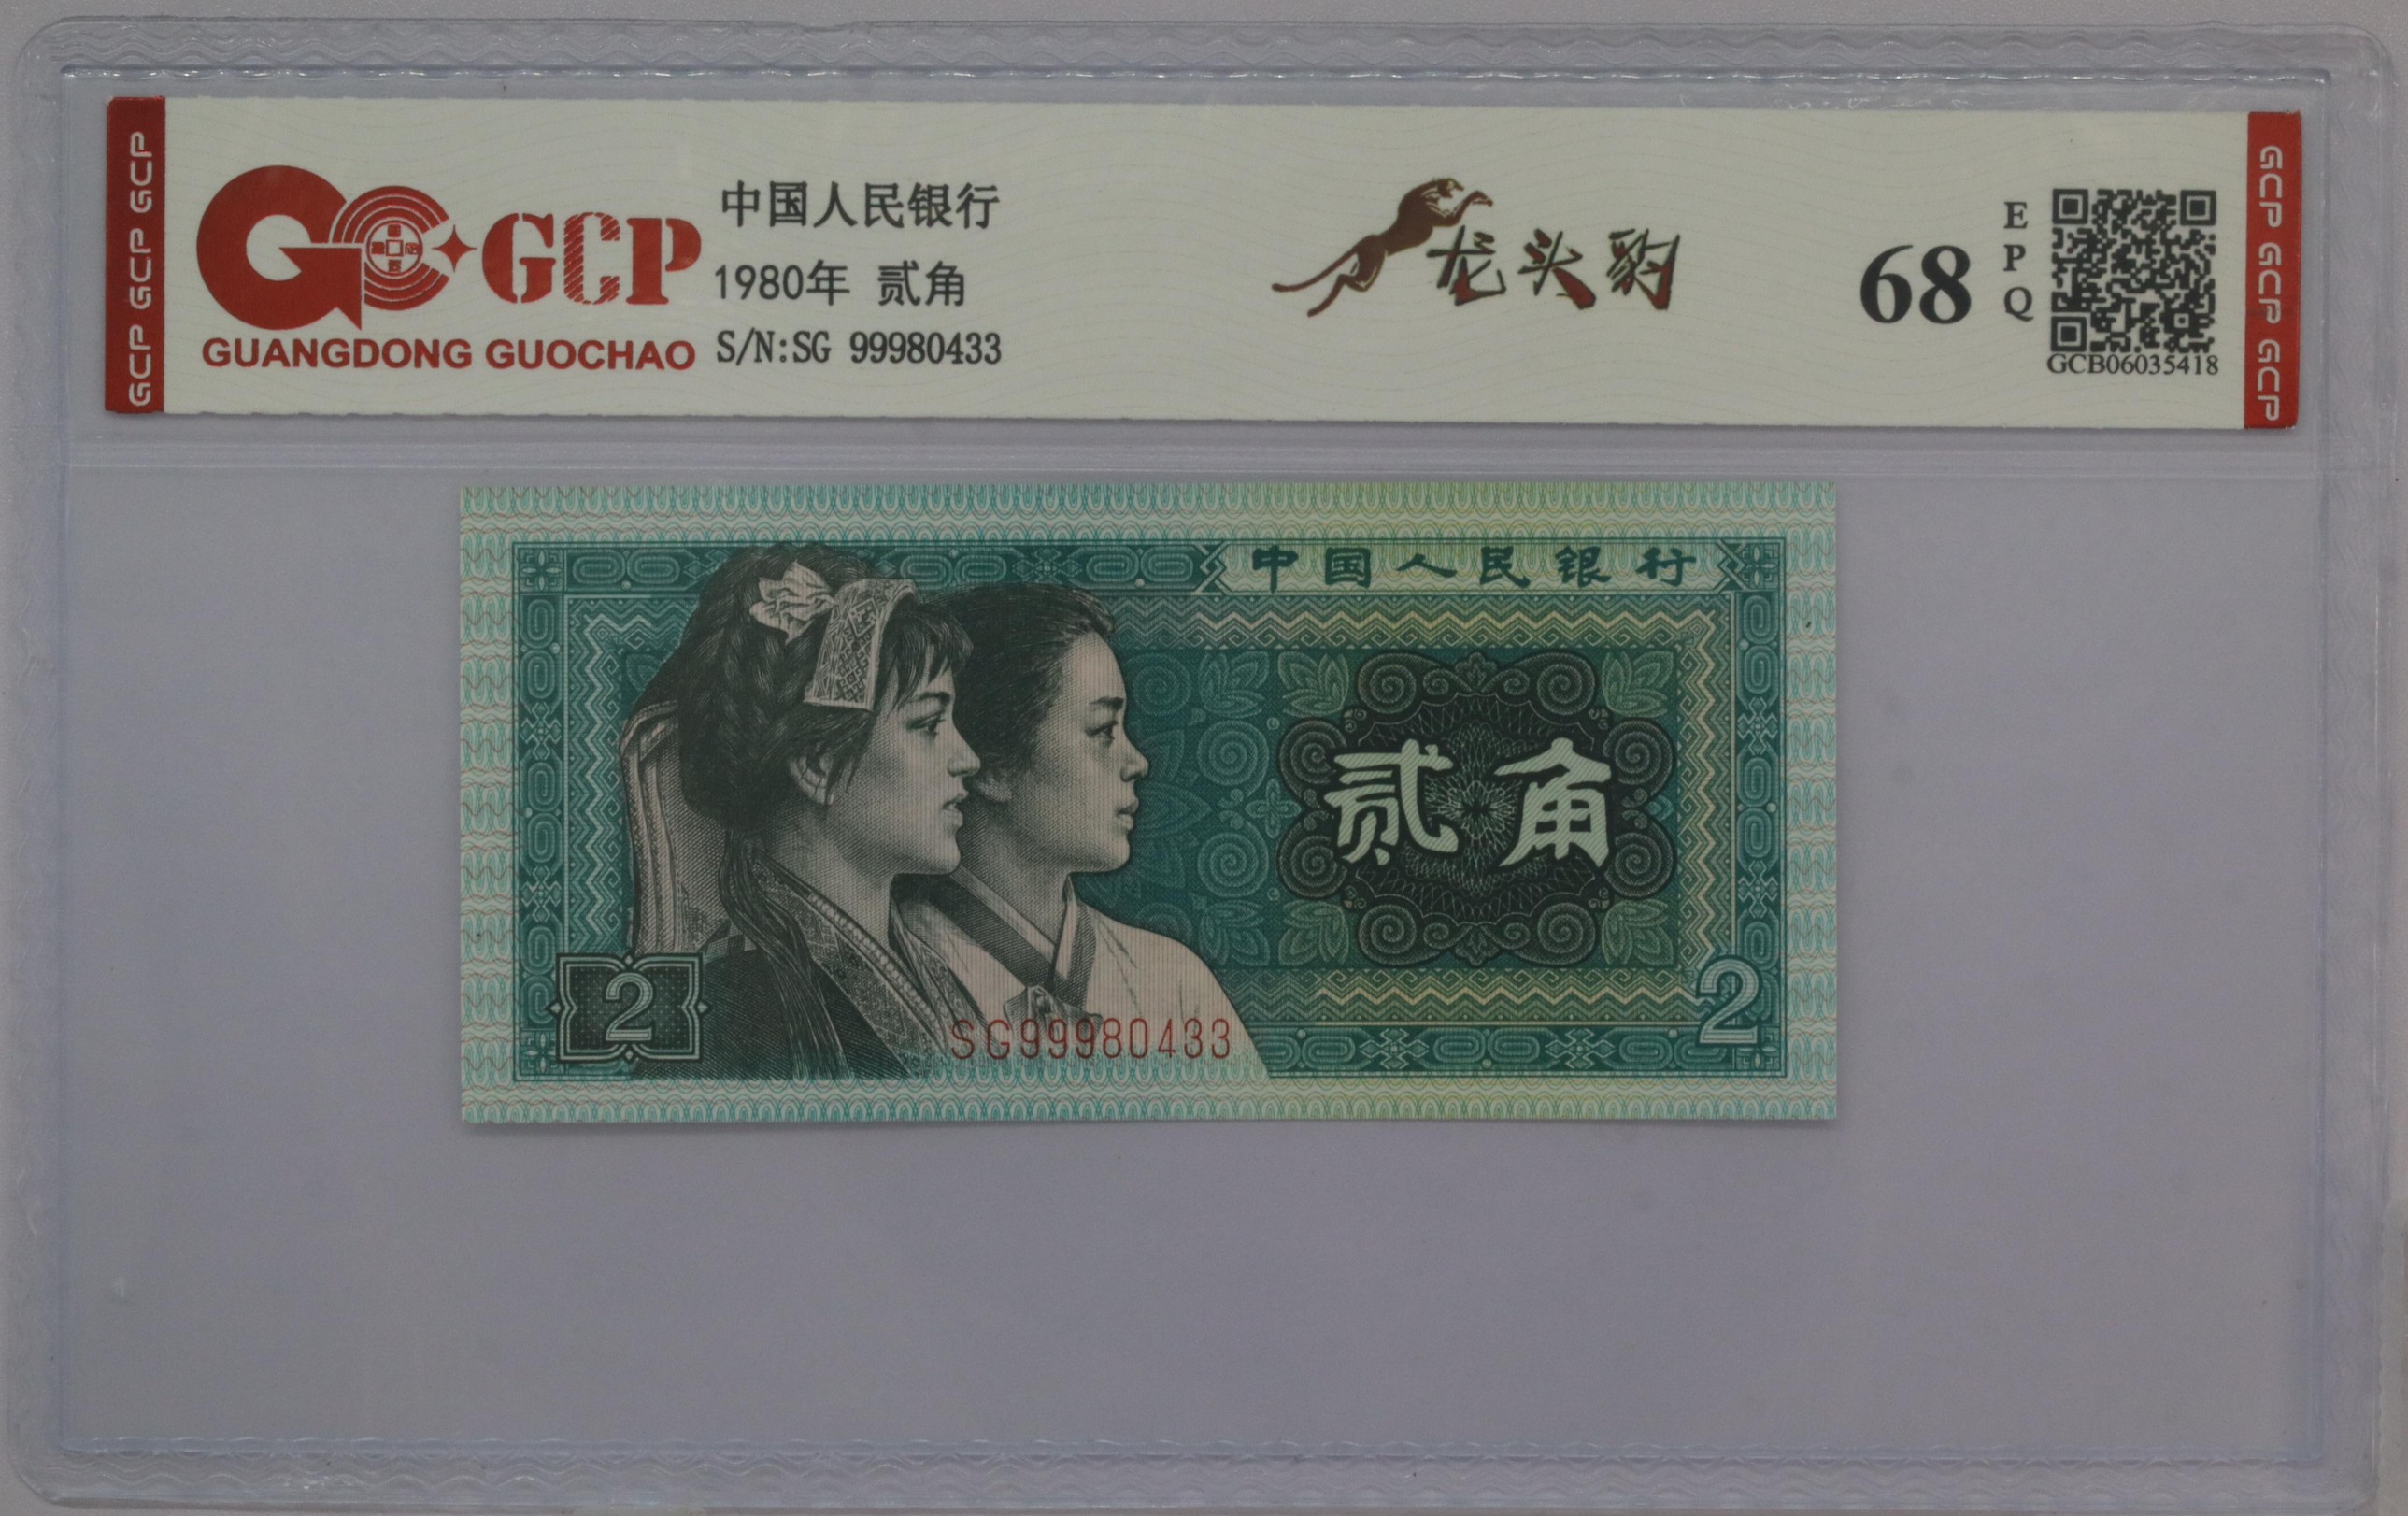 GCP GCP GCP
GCP
GUANGDONG GUOCHAO
中国人民银行
1980年 贰角
S/N:SG 99980433
龙头豹
68
EPQ
GCB06035418
GCP GCP GCP
中国人民银行
贰角
2
SG99980433
2